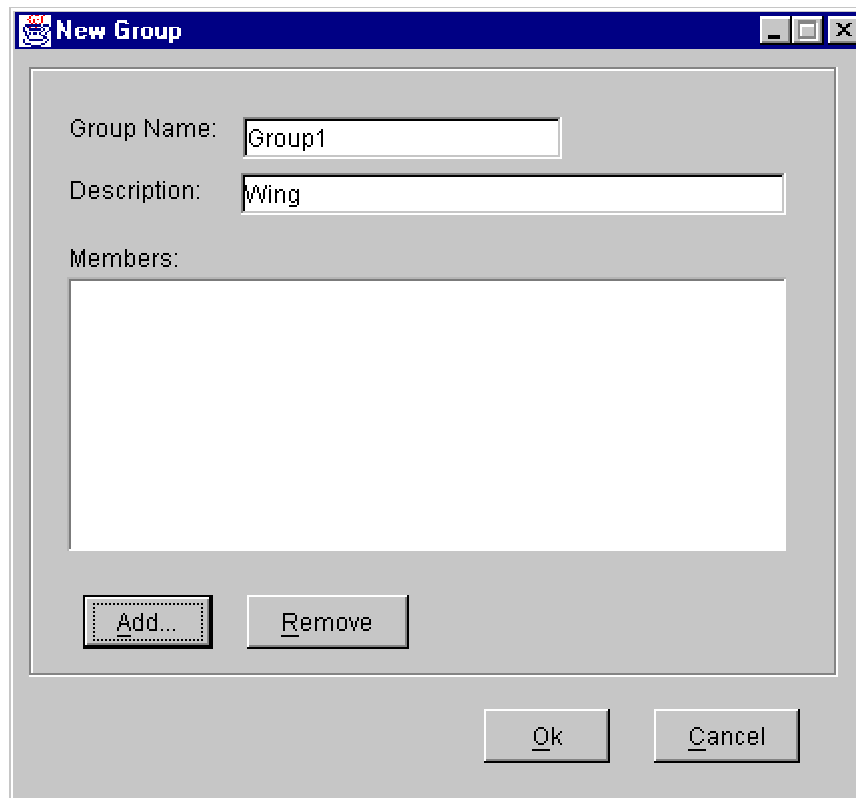 New Group
Group Name: Group1
Description: Wing
Members:
Add... Remove
Ok Cancel